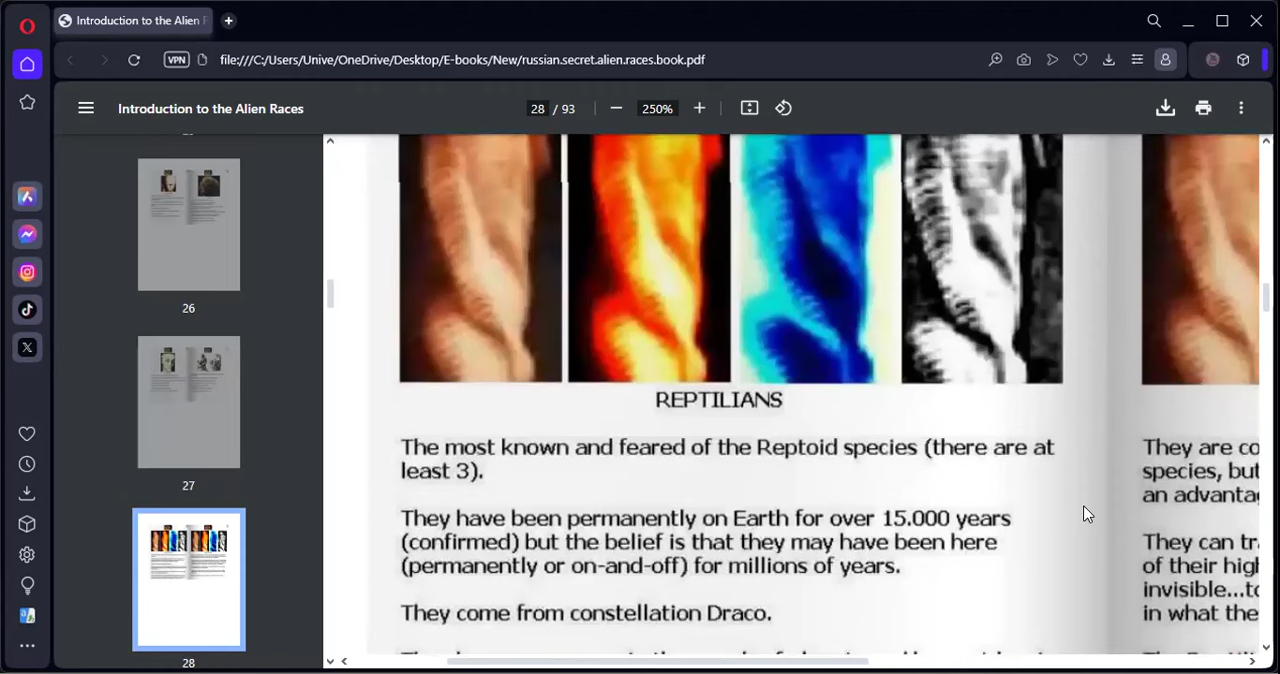 Introduction to the Alien R
VPN
file:///C:/Users/Unive/OneDrive/Desktop/E-books/New/russian.secret.alien.races.book.pdf
Introduction to the Alien Races
28 / 93
250%
26
27
28
REPTILIANS
The most known and feared of the Reptoid species (there are at
least 3).
They have been permanently on Earth for over 15.000 years
(confirmed) but the belief is that they may have been here
(permanently or on-and-off) for millions of years.
They come from constellation Draco.
They are co
species, but
an advantag
They can tr
of their high
invisible...to
in what the